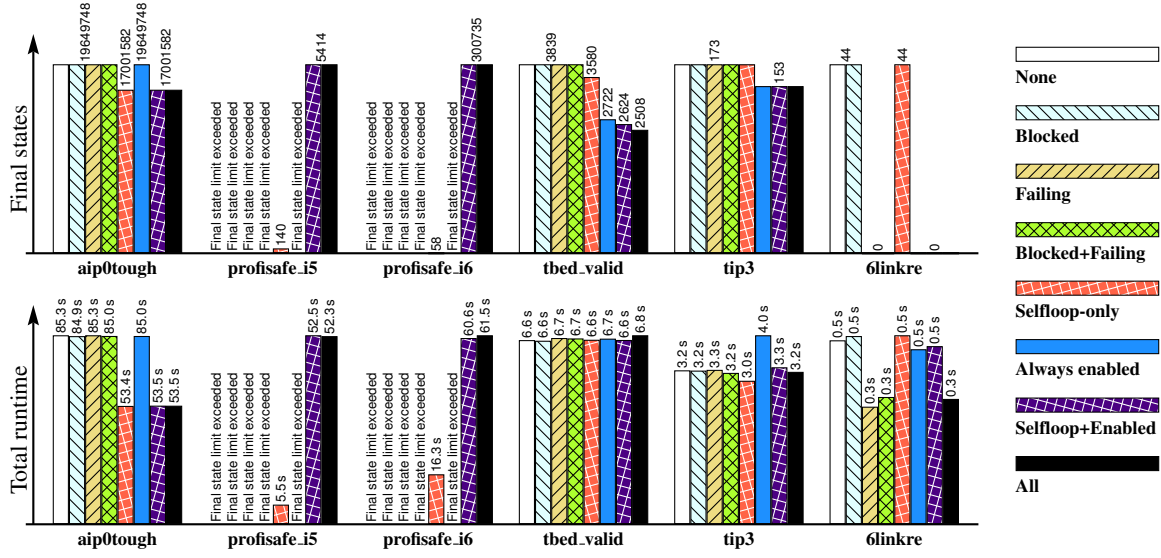 Final states
19649748
17001582
19649748
17001582
Final state limit exceeded
Final state limit exceeded
Final state limit exceeded
Final state limit exceeded
140
Final state limit exceeded
5414
Final state limit exceeded
Final state limit exceeded
Final state limit exceeded
Final state limit exceeded
58
Final state limit exceeded
300735
3839
3580
2722
2624
2508
173
153
44
0
44
0
aip0tough profisafe_i5 profisafe_i6 tbed_valid tip3 6linkre
Total runtime
85.3 s
84.9 s
85.3 s
85.0 s
53.4 s
85.0 s
53.5 s
53.5 s
Final state limit exceeded
Final state limit exceeded
Final state limit exceeded
Final state limit exceeded
5.5 s
Final state limit exceeded
52.5 s
52.3 s
Final state limit exceeded
Final state limit exceeded
Final state limit exceeded
Final state limit exceeded
16.3 s
Final state limit exceeded
60.6 s
61.5 s
6.6 s
6.6 s
6.7 s
6.7 s
6.6 s
6.7 s
6.6 s
6.8 s
3.2 s
3.2 s
3.3 s
3.2 s
3.0 s
4.0 s
3.3 s
3.2 s
0.5 s
0.5 s
0.3 s
0.3 s
0.5 s
0.5 s
0.5 s
0.3 s
aip0tough profisafe_i5 profisafe_i6 tbed_valid tip3 6linkre
None
Blocked
Failing
Blocked+Failing
Selfloop-only
Always enabled
Selfloop+Enabled
All